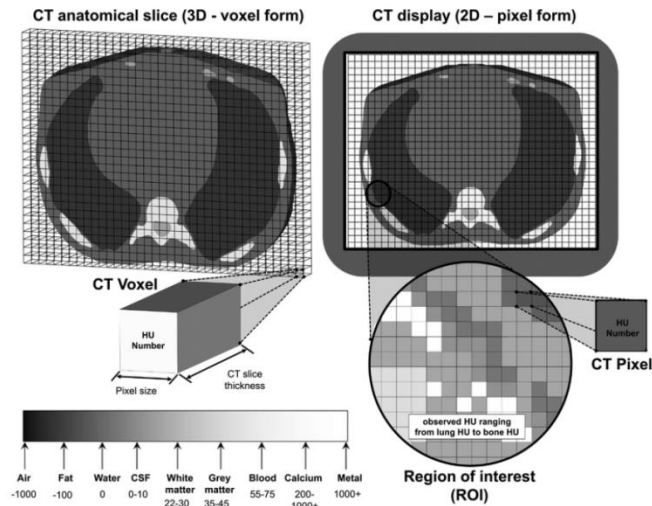 CT anatomical slice (3D - voxel form)
CT display (2D – pixel form)
CT Voxel
HU
Number
Pixel size
CT slice
thickness
HU
Number
CT Pixel
observed HU ranging
from lung HU to bone HU
Region of interest
(ROI)
Air
Fat
Water
CSF
White
matter
Grey
matter
Blood
Calcium
Metal
-1000
-100
0
0-10
22-30
35-45
55-75
200-
1000+
1000+